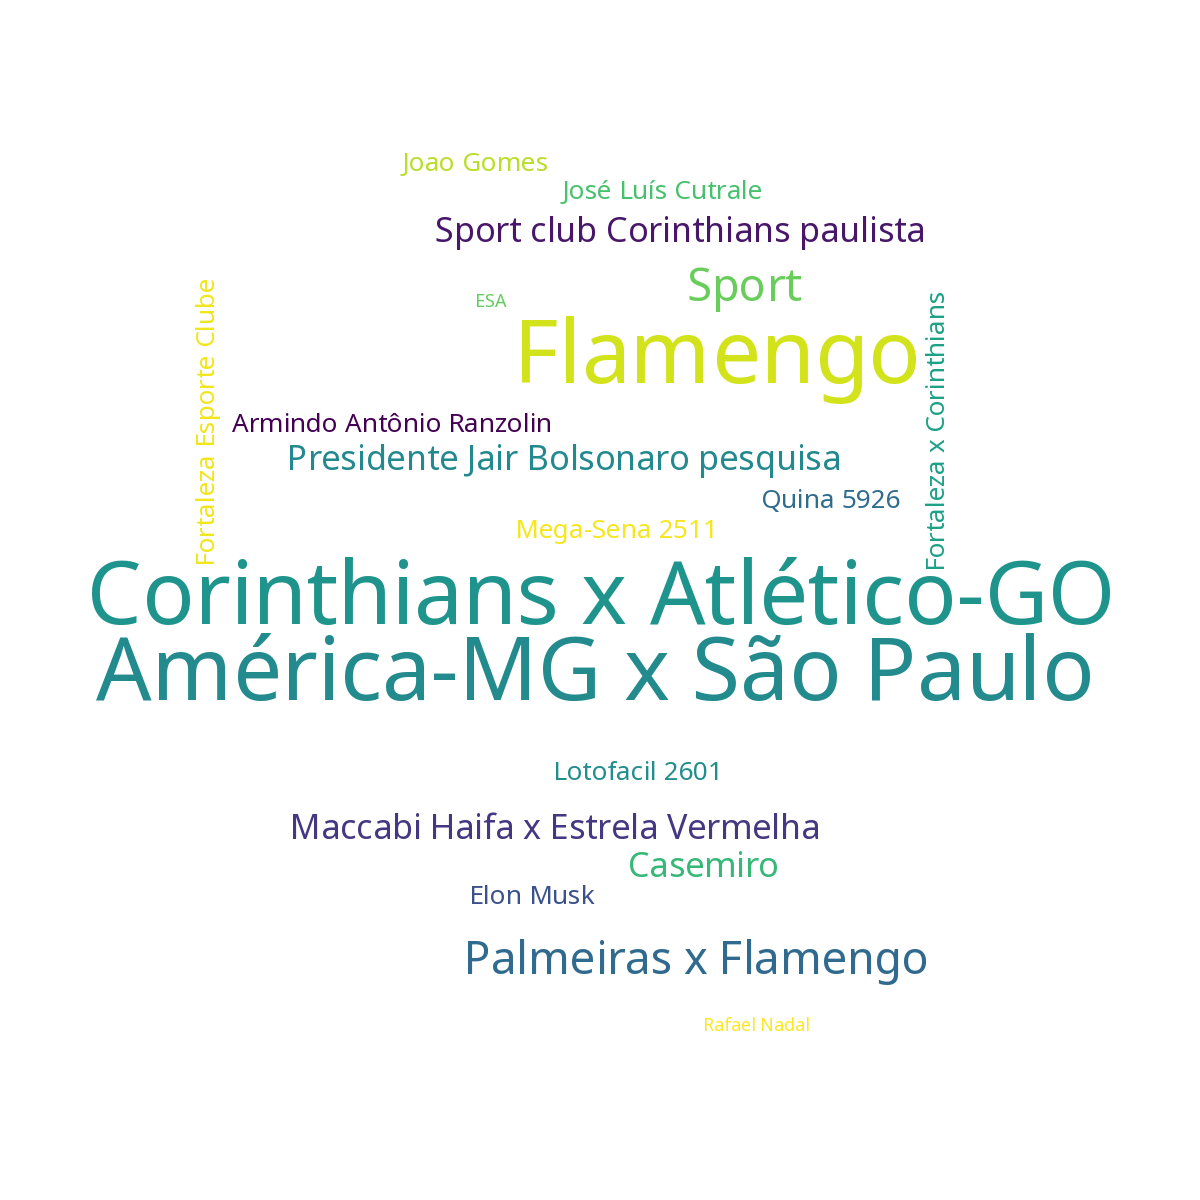 Joao Gomes
José Luís Cutrale
Sport club Corinthians paulista
Sport
ESA
Flamengo
Fortaleza Esporte Clube
Fortaleza x Corinthians
Armindo Antônio Ranzolin
Presidente Jair Bolsonaro pesquisa
Quina 5926
Mega-Sena 2511
Corinthians x Atlético-GO
América-MG x São Paulo
Lotofacil 2601
Maccabi Haifa x Estrela Vermelha
Casemiro
Elon Musk
Palmeiras x Flamengo
Rafael Nadal